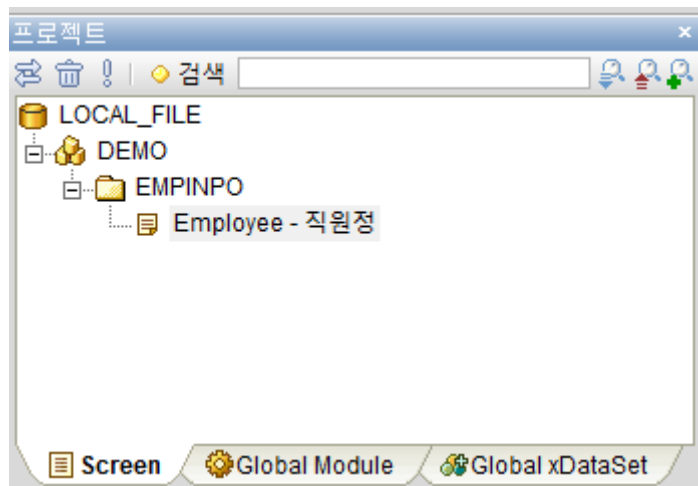 프로젝트
검색
LOCAL_FILE
DEMO
EMPINPO
Employee - 직원정
Screen Global Module Global xDataSet